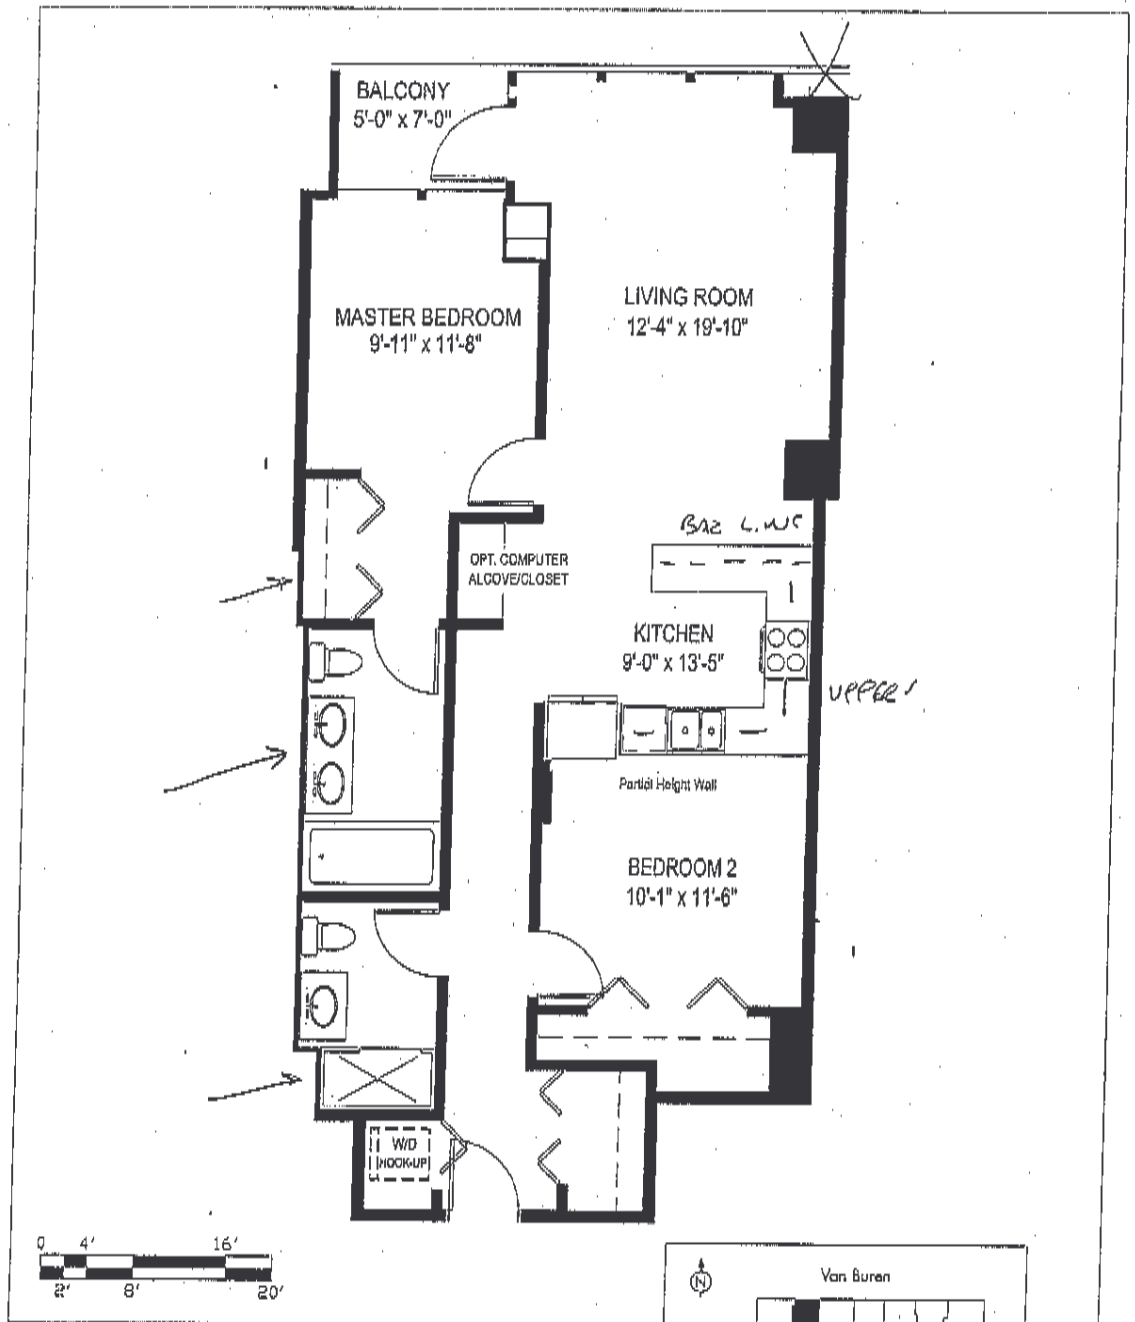 BALCONY
5'-0" x 7'-0"
LIVING ROOM
12'-4" x 19'-10"
MASTER BEDROOM
9'-11" x 11'-8"
OPT. COMPUTER
ALCOVE/CLOSET
KITCHEN
9'-0" x 13'-5"
UPPERS
Partial Height Wall
BEDROOM 2
10'-1" x 11'-6"
W/D
HOOK-UP
0 4' 16'
2' 8' 20'
N
Van Buren